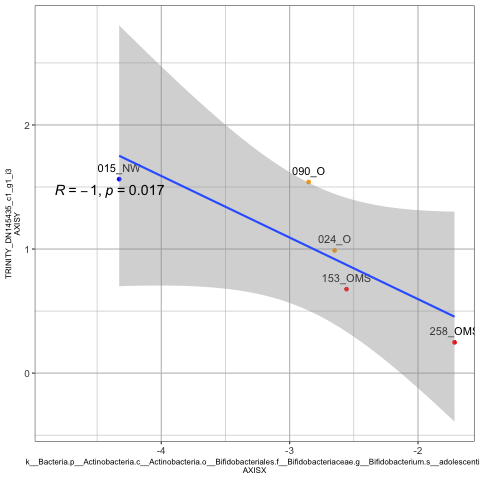 TRINITY_DN145435_c1_g1_i3
AXISY
2
1
0
015_NW
R = −1, p = 0.017
090_O
024_O
153_OMS
258_OMS
-4
-3
-2
k__Bacteria.p__Actinobacteria.c__Actinobacteria.o__Bifidobacteriales.f__Bifidobacteriaceae.g__Bifidobacterium.s__adolescenti
AXISX